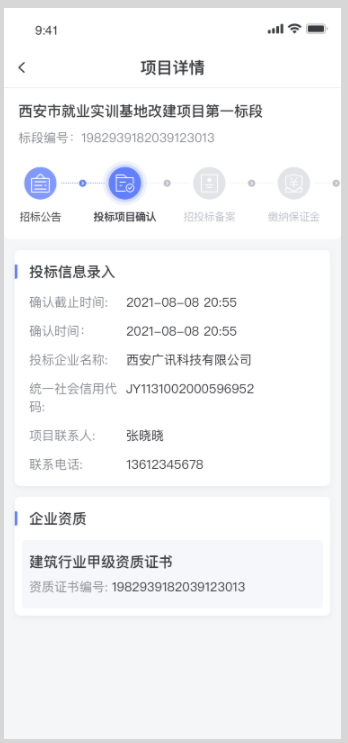 9:41
项目详情
西安市就业实训基地改建项目第一标段
标段编号：1982939182039123013
招标公告 投标项目确认 招投标备案 缴纳保证金
投标信息录入
确认截止时间: 2021-08-08 20:55
确认时间: 2021-08-08 20:55
投标企业名称: 西安广讯科技有限公司
统一社会信用代 JY1131002000596952
码:
项目联系人: 张晓晓
联系电话: 13612345678
企业资质
建筑行业甲级资质证书
资质证书编号: 1982939182039123013